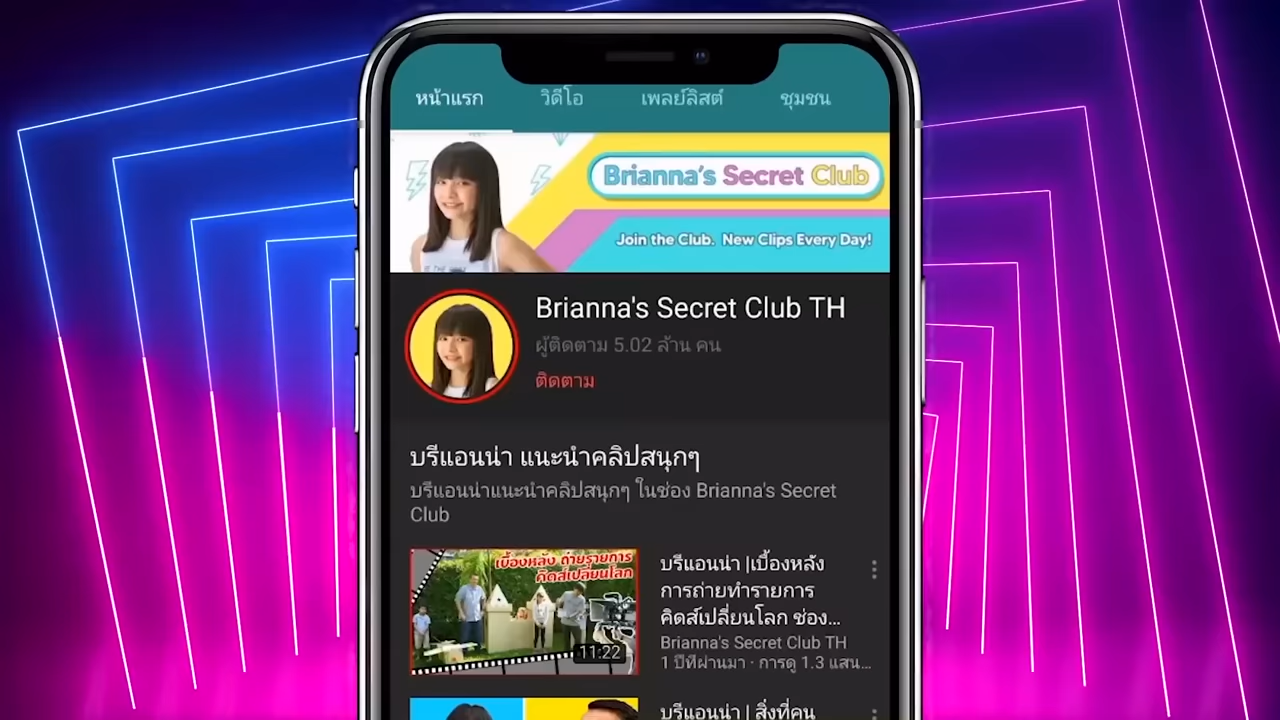 หน้าแรก วิดีโอ เพลย์ลิสต์ ชุมชน
Brianna's Secret Club
Join the Club. New Clips Every Day!
Brianna's Secret Club TH
ผู้ติดตาม 5.02 ล้าน คน
ติดตาม
บรีแอนน่า แนะนำคลิปสนุกๆ
บรีแอนน่าแนะนำคลิปสนุกๆ ในช่อง Brianna's Secret
Club
เบื้องหลัง ถ่ายรายการ
คิดส์เปลี่ยนโลก
11:22
บรีแอนน่า |เบื้องหลัง
การถ่ายทำรายการ
คิดส์เปลี่ยนโลก ช่อง...
Brianna's Secret Club TH
1 ปีที่ผ่านมา · การดู 1.3 แสน...
บรีแอนน่า | สิ่งที่คน